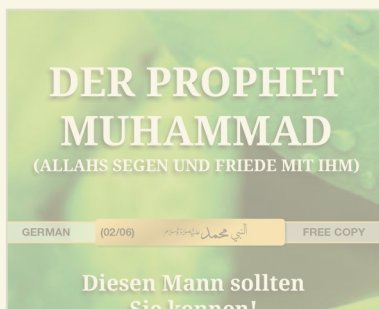 DER PROPHET
MUHAMMAD
(ALLAHS SEGEN UND FRIEDE MIT IHM)
GERMAN (02/06) النبي محمد FREE COPY
Diesen Mann sollten
Sie kennen!